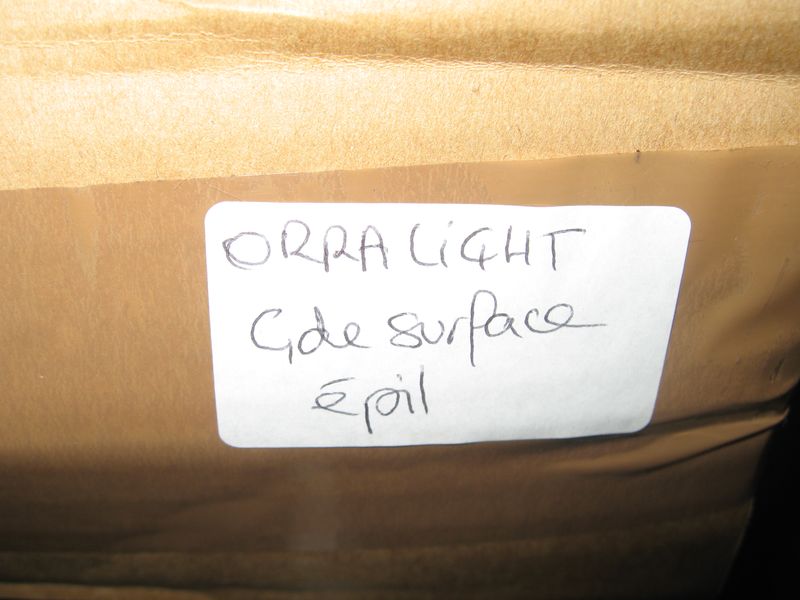 ORRA LiGHT
Gde surface
épil